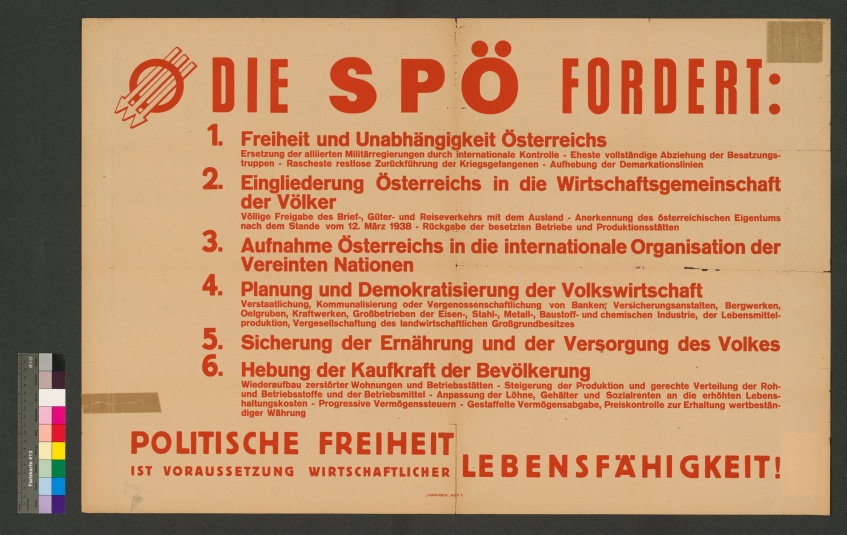 DIE SPÖ FORDERT:
1. Freiheit und Unabhängigkeit Österreichs
Ersetzung der alliierten Militärregierungen durch internationale Kontrolle - Eheste vollständige Abziehung der Besatzungs-
truppen - Rascheste restlose Zurückführung der Kriegsgefangenen - Aufhebung der Demarkationslinien
2. Eingliederung Österreichs in die Wirtschaftsgemeinschaft
der Völker
Völlige Freigabe des Brief-, Güter- und Reiseverkehrs mit dem Ausland - Anerkennung des österreichischen Eigentums
nach dem Stande vom 12. März 1938 - Rückgabe der besetzten Betriebe und Produktionsstätten
3. Aufnahme Österreichs in die internationale Organisation der
Vereinten Nationen
4. Planung und Demokratisierung der Volkswirtschaft
Verstaatlichung, Kommunalisierung oder Vergenossenschaftlichung von Banken, Versicherungsanstalten, Bergwerken,
Oelgruben, Kraftwerken, Großbetrieben der Eisen-, Stahl-, Metall-, Baustoff- und chemischen Industrie, der Lebensmittel-
produktion, Vergesellschaftung des landwirtschaftlichen Großgrundbesitzes
5. Sicherung der Ernährung und der Versorgung des Volkes
6. Hebung der Kaufkraft der Bevölkerung
Wiederaufbau zerstörter Wohnungen und Betriebsstätten - Steigerung der Produktion und gerechte Verteilung der Roh-
und Betriebsstoffe und der Betriebsmittel - Anpassung der Löhne, Gehälter und Sozialrenten an die erhöhten Lebens-
haltungskosten - Progressive Vermögenssteuern - Gestaffelte Vermögensabgabe, Preiskontrolle zur Erhaltung wertbestän-
diger Währung
POLITISCHE FREIHEIT
IST VORAUSSETZUNG WIRTSCHAFTLICHER LEBENSFÄHIGKEIT!
Farbkarte #13